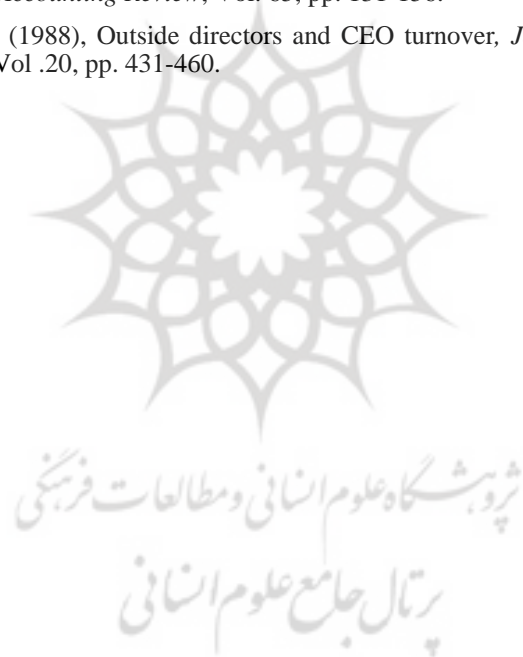 (1988), Outside directors and CEO turnover, J
Vol .20, pp. 431-460.
پژوهشگاه علوم انسانی و مطالعات فرهنگی
پرتال جامع علوم انسانی